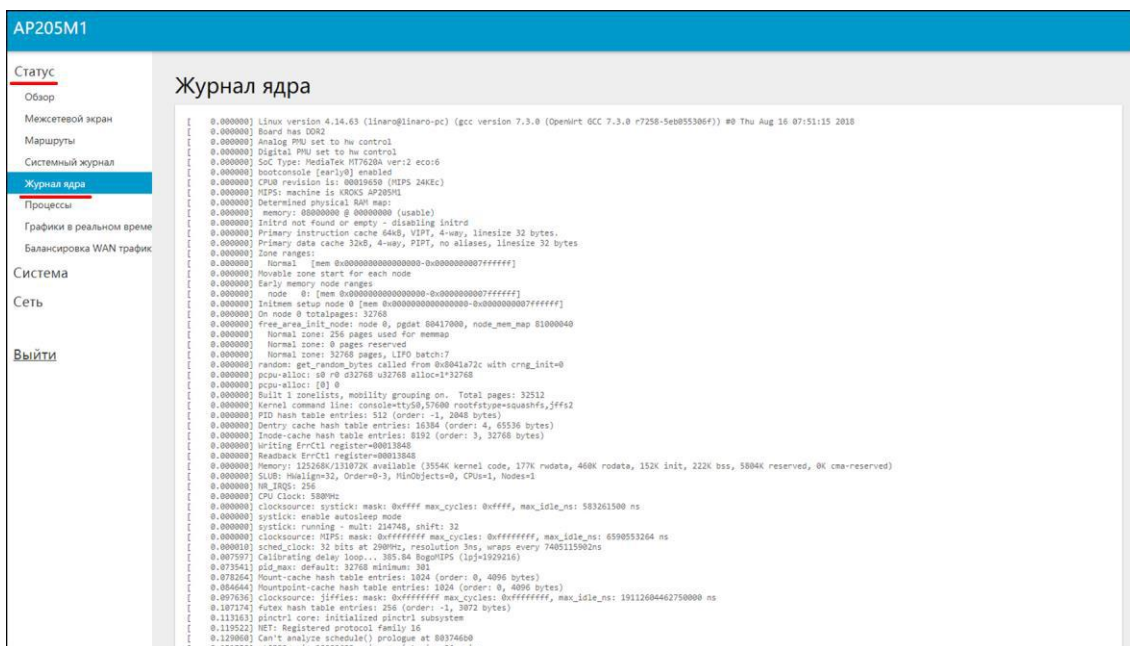 AP205M1
Статус
Обзор
Межсетевой экран
Маршруты
Системный журнал
Журнал ядра
Процессы
Графики в реальном време
Балансировка WAN трафик
Система
Сеть
Выйти
Журнал ядра
[    0.000000] Linux version 4.14.63 (linaro@linaro-pc) (gcc version 7.3.0 (OpenWrt GCC 7.3.0 r7258-5eb055306f)) #0 Thu Aug 16 07:51:15 2018
[    0.000000] Board has DDR2
[    0.000000] Analog PMU set to hw control
[    0.000000] Digital PMU set to hw control
[    0.000000] SoC Type: MediaTek MT7620A ver:2 eco:6
[    0.000000] bootconsole [early0] enabled
[    0.000000] CPU0 revision is: 00019650 (MIPS 24KEc)
[    0.000000] MIPS: machine is KROKS AP205M1
[    0.000000] Determined physical RAM map:
[    0.000000]  memory: 08000000 @ 00000000 (usable)
[    0.000000] Initrd not found or empty - disabling initrd
[    0.000000] Primary instruction cache 64kB, VIPT, 4-way, linesize 32 bytes.
[    0.000000] Primary data cache 32kB, 4-way, PIPT, no aliases, linesize 32 bytes
[    0.000000] Zone ranges:
[    0.000000]   Normal   [mem 0x0000000000000000-0x0000000007ffffff]
[    0.000000] Movable zone start for each node
[    0.000000] Early memory node ranges
[    0.000000]   node   0: [mem 0x0000000000000000-0x0000000007ffffff]
[    0.000000] Initmem setup node 0 [mem 0x0000000000000000-0x0000000007ffffff]
[    0.000000] On node 0 totalpages: 32768
[    0.000000] free_area_init_node: node 0, pgdat 80417000, node_mem_map 81000040
[    0.000000]   Normal zone: 256 pages used for memmap
[    0.000000]   Normal zone: 0 pages reserved
[    0.000000]   Normal zone: 32768 pages, LIFO batch:7
[    0.000000] random: get_random_bytes called from 0x8041a72c with crng_init=0
[    0.000000] pcpu-alloc: s0 r0 d32768 u32768 alloc=1*32768
[    0.000000] pcpu-alloc: [0] 0
[    0.000000] Built 1 zonelists, mobility grouping on.  Total pages: 32512
[    0.000000] Kernel command line: console=ttyS0,57600 rootfstype=squashfs,jffs2
[    0.000000] PID hash table entries: 512 (order: -1, 2048 bytes)
[    0.000000] Dentry cache hash table entries: 16384 (order: 4, 65536 bytes)
[    0.000000] Inode-cache hash table entries: 8192 (order: 3, 32768 bytes)
[    0.000000] Writing ErrCtl register=00013848
[    0.000000] Readback ErrCtl register=00013848
[    0.000000] Memory: 125268K/131072K available (3554K kernel code, 177K rwdata, 460K rodata, 152K init, 222K bss, 5804K reserved, 0K cma-reserved)
[    0.000000] SLUB: HWalign=32, Order=0-3, MinObjects=0, CPUs=1, Nodes=1
[    0.000000] NR_IRQS: 256
[    0.000000] CPU Clock: 580MHz
[    0.000000] clocksource: systick: mask: 0xffff max_cycles: 0xffff, max_idle_ns: 583261500 ns
[    0.000000] systick: enable autosleep mode
[    0.000000] systick: running - mult: 214748, shift: 32
[    0.000000] clocksource: MIPS: mask: 0xffffffff max_cycles: 0xffffffff, max_idle_ns: 6590553264 ns
[    0.000010] sched_clock: 32 bits at 290MHz, resolution 3ns, wraps every 7405115902ns
[    0.007597] Calibrating delay loop... 385.84 BogoMIPS (lpj=1929216)
[    0.073541] pid_max: default: 32768 minimum: 301
[    0.078264] Mount-cache hash table entries: 1024 (order: 0, 4096 bytes)
[    0.084644] Mountpoint-cache hash table entries: 1024 (order: 0, 4096 bytes)
[    0.097636] clocksource: jiffies: mask: 0xffffffff max_cycles: 0xffffffff, max_idle_ns: 19112604462750000 ns
[    0.107174] futex hash table entries: 256 (order: -1, 3072 bytes)
[    0.113163] pinctrl core: initialized pinctrl subsystem
[    0.119522] NET: Registered protocol family 16
[    0.129060] Can't analyze schedule() prologue at 803746b0